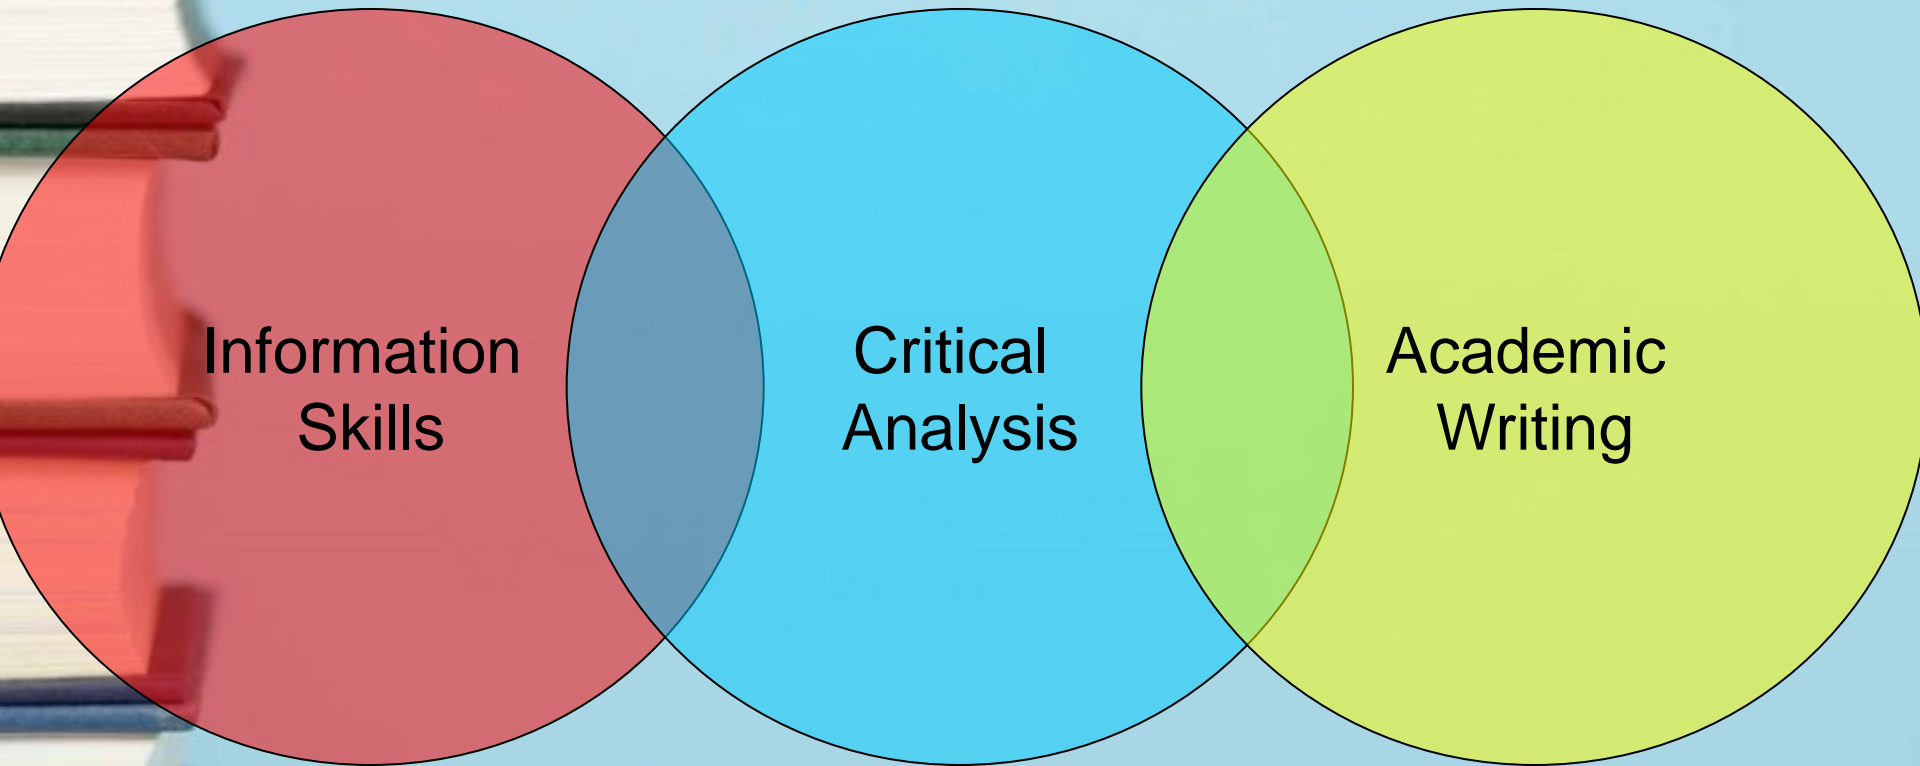 Information
Skills
Critical
Analysis
Academic
Writing